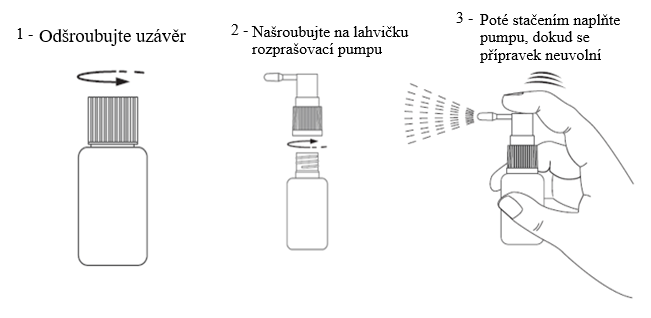 1 - Odšroubujte uzávěr
2 - Našroubujte na lahvičku
rozprašovací pumpu
3 - Poté stačením naplňte
pumpu, dokud se
přípravek neuvolní